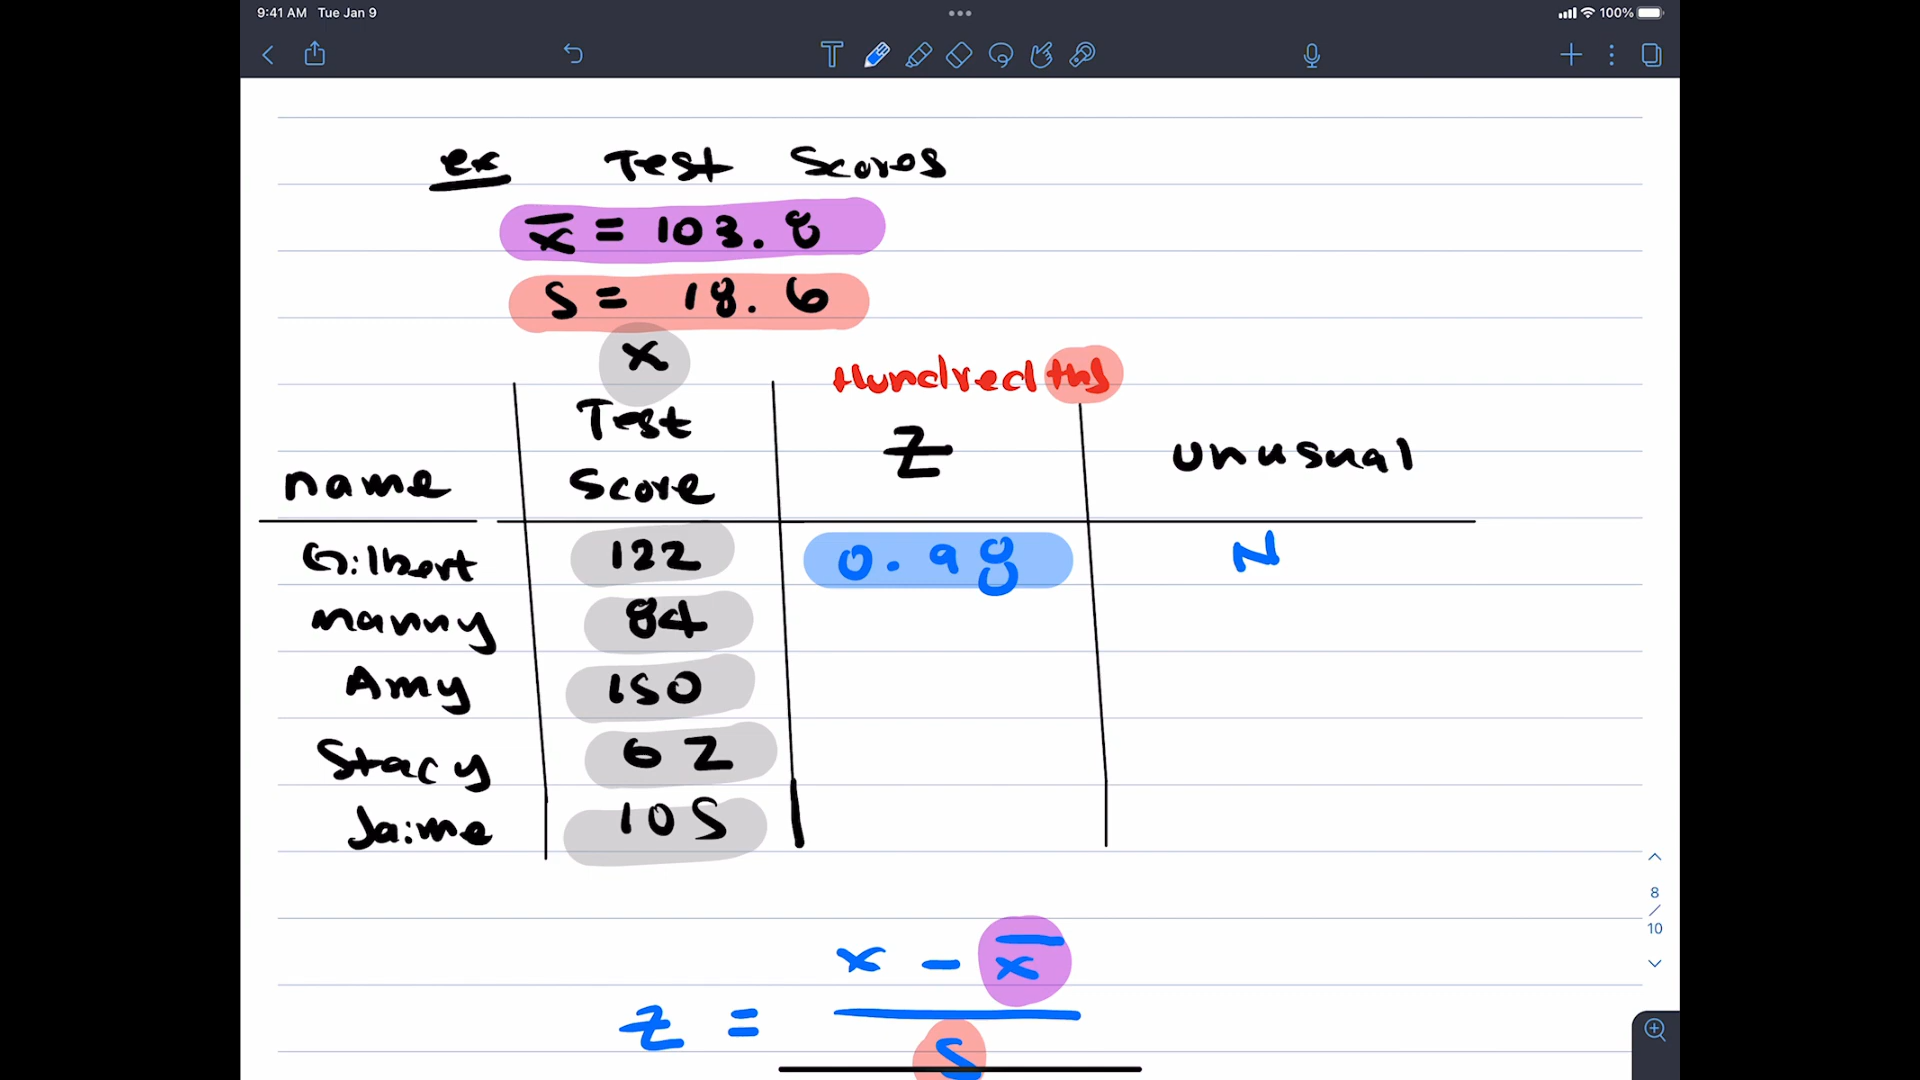 9:41 AM Tue Jan 9
100%
T
ex Test Scores
x̄ = 103.8
S = 18.6
x
Hundredths
Test
Z
unusual
name
Score
Gilbert 122 0.98 N
manny 84
Amy 150
Stacy 62
Jaime 105
8
/
10
x - x̄
z =
S